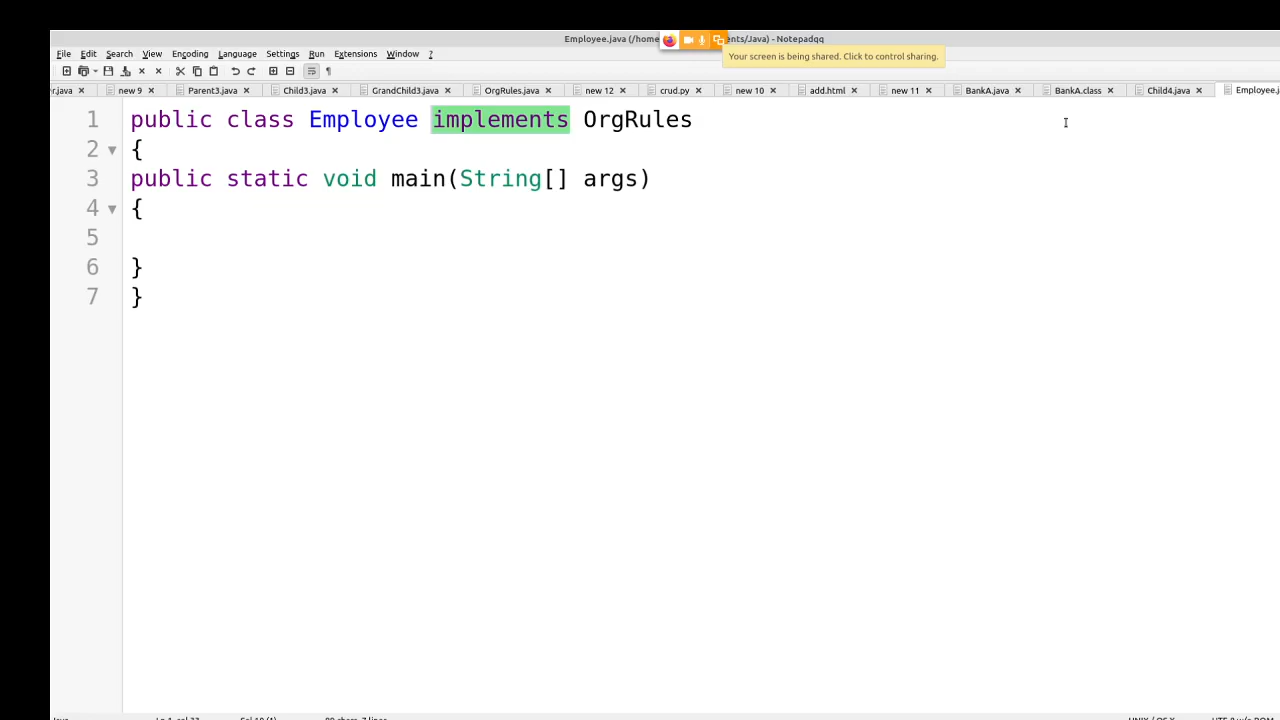 Employee.java (/home ents/Java) - Notepadqq
File Edit Search View Encoding Language Settings Run Extensions Window ?
Your screen is being shared. Click to control sharing.
r.java new 9 Parent3.java Child3.java GrandChild3.java OrgRules.java new 12 crud.py new 10 add.html new 11 BankA.java BankA.class Child4.java Employee.j
1 public class Employee implements OrgRules
2 {
3 public static void main(String[] args)
4 {
5
6 }
7 }